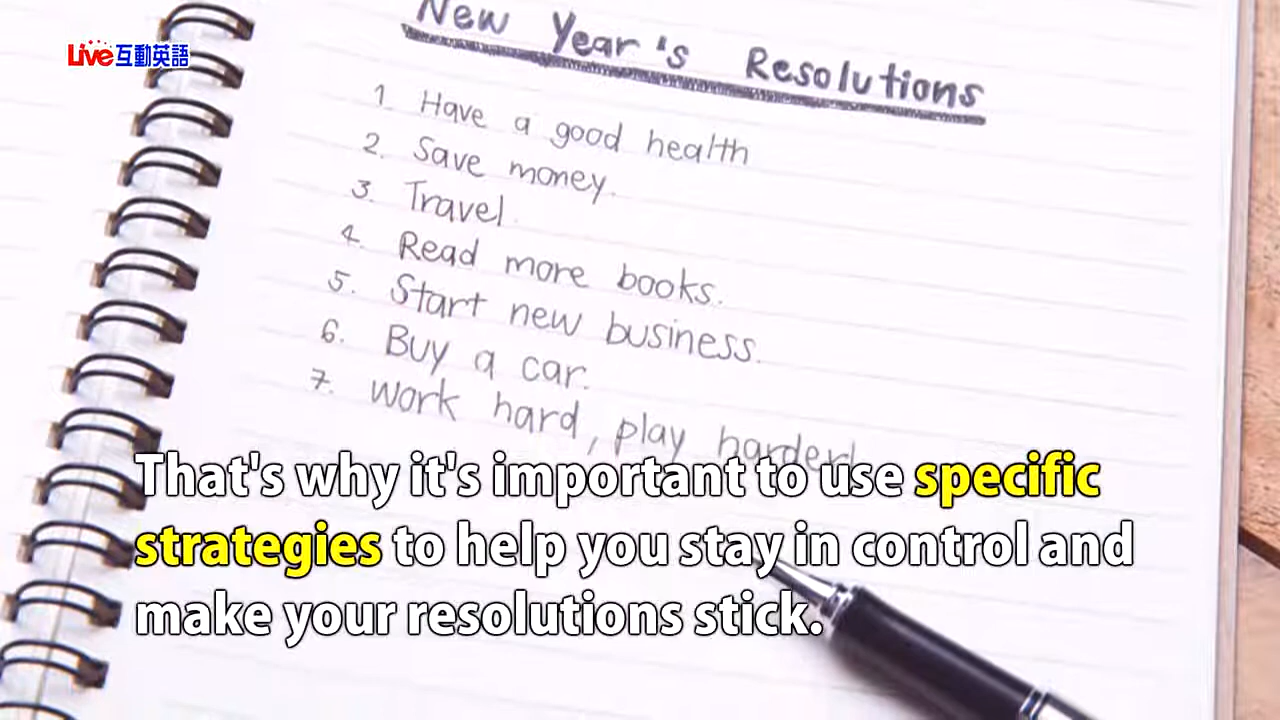 Live互動英語
New Year's Resolutions
1 Have a good health
2. Save money.
3. Travel.
4. Read more books.
5. Start new business.
6. Buy a car.
7. Work hard, play harder!
That's why it's important to use specific
strategies to help you stay in control and
make your resolutions stick.